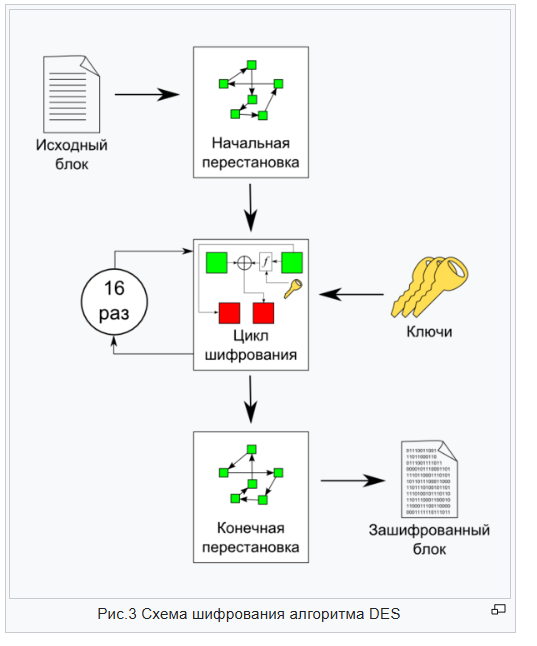 Исходный
блок
Начальная
перестановка
16
раз
f
Цикл
шифрования
Ключи
Конечная
перестановка
Зашифрованный
блок
Рис.3 Схема шифрования алгоритма DES